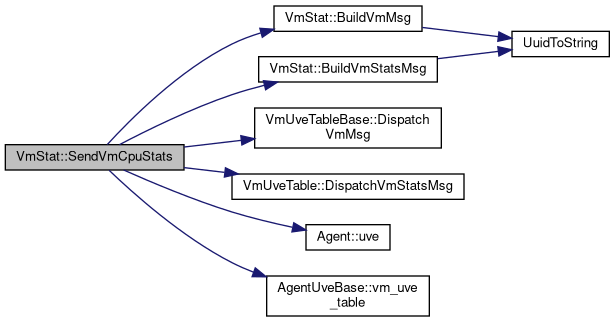 VmStat::BuildVmMsg
UuidToString
VmStat::BuildVmStatsMsg
VmUveTableBase::Dispatch
VmMsg
VmStat::SendVmCpuStats
VmUveTable::DispatchVmStatsMsg
Agent::uve
AgentUveBase::vm_uve
_table